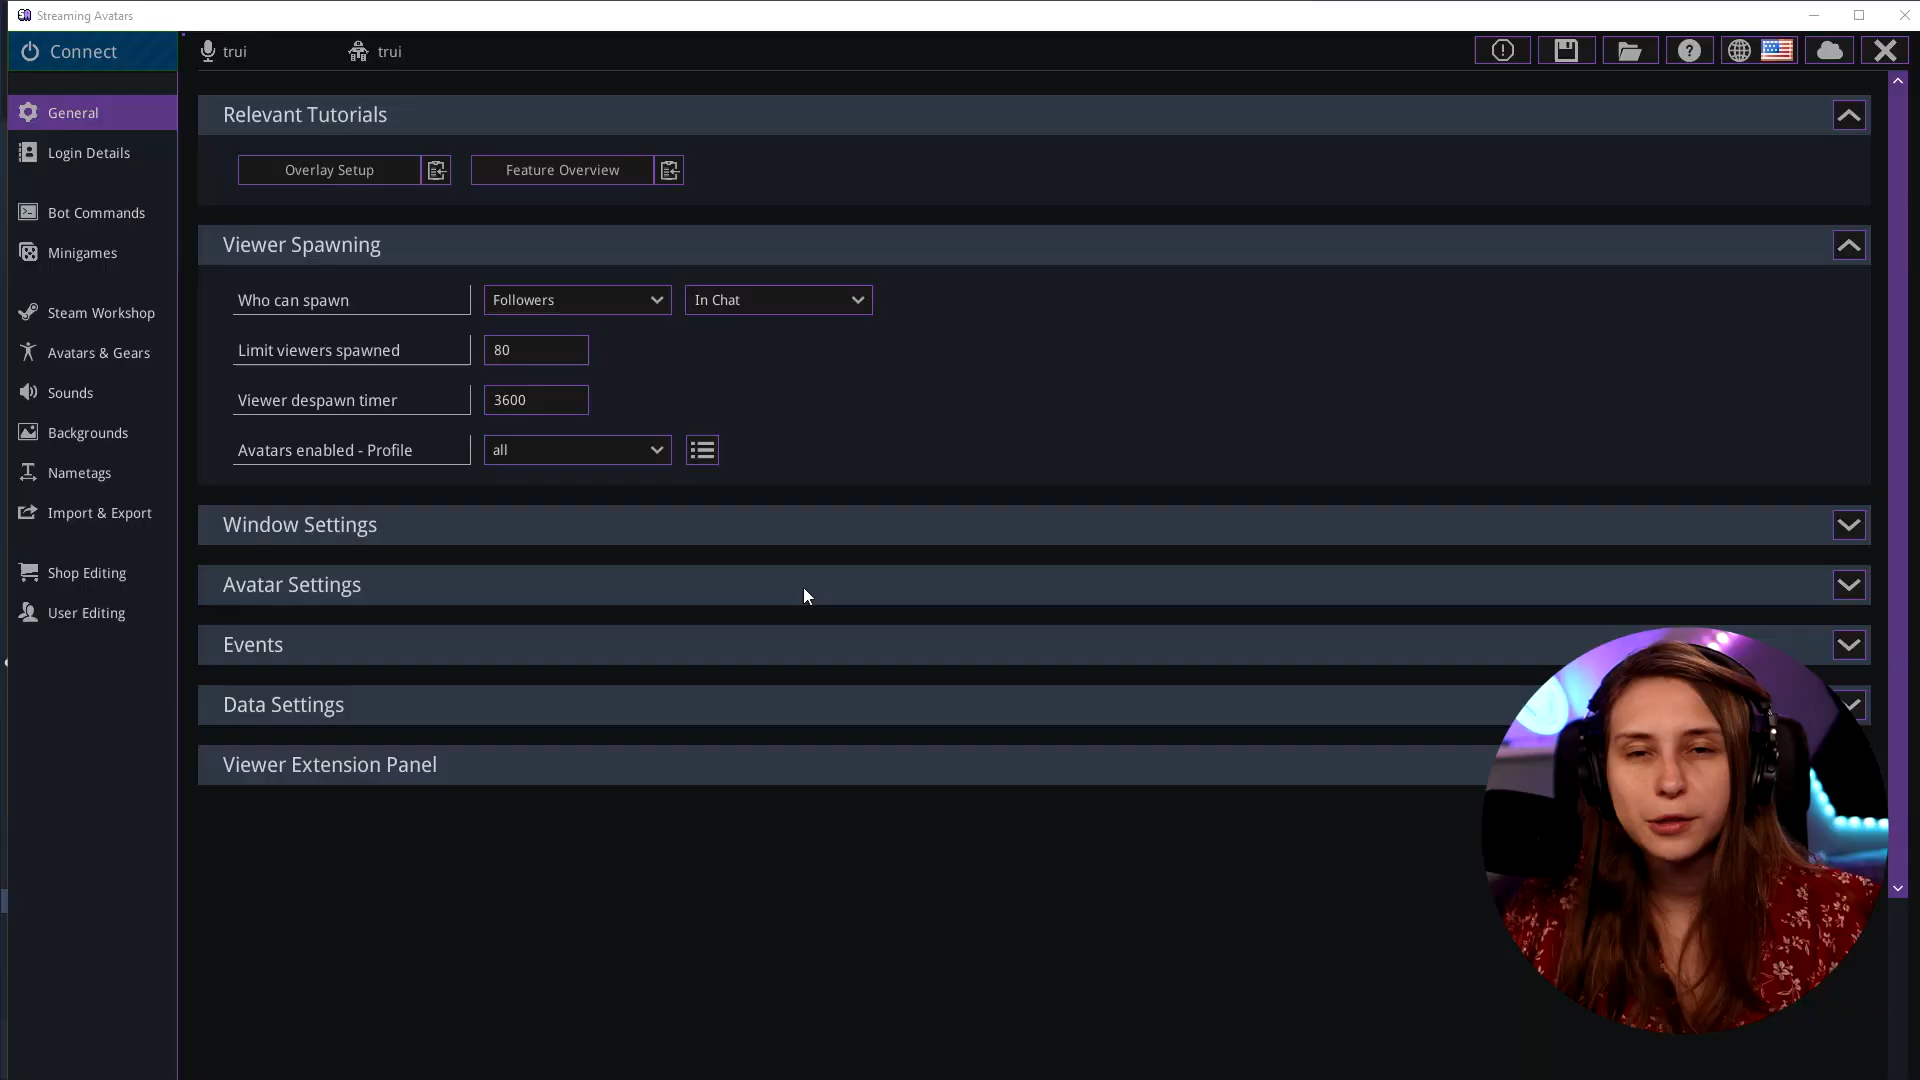 Streaming Avatars
Connect
trui
trui
General
Login Details
Bot Commands
Minigames
Steam Workshop
Avatars & Gears
Sounds
Backgrounds
Nametags
Import & Export
Shop Editing
User Editing
Relevant Tutorials
Overlay Setup
Feature Overview
Viewer Spawning
Who can spawn
Followers
In Chat
Limit viewers spawned
80
Viewer despawn timer
3600
Avatars enabled - Profile
all
Window Settings
Avatar Settings
Events
Data Settings
Viewer Extension Panel